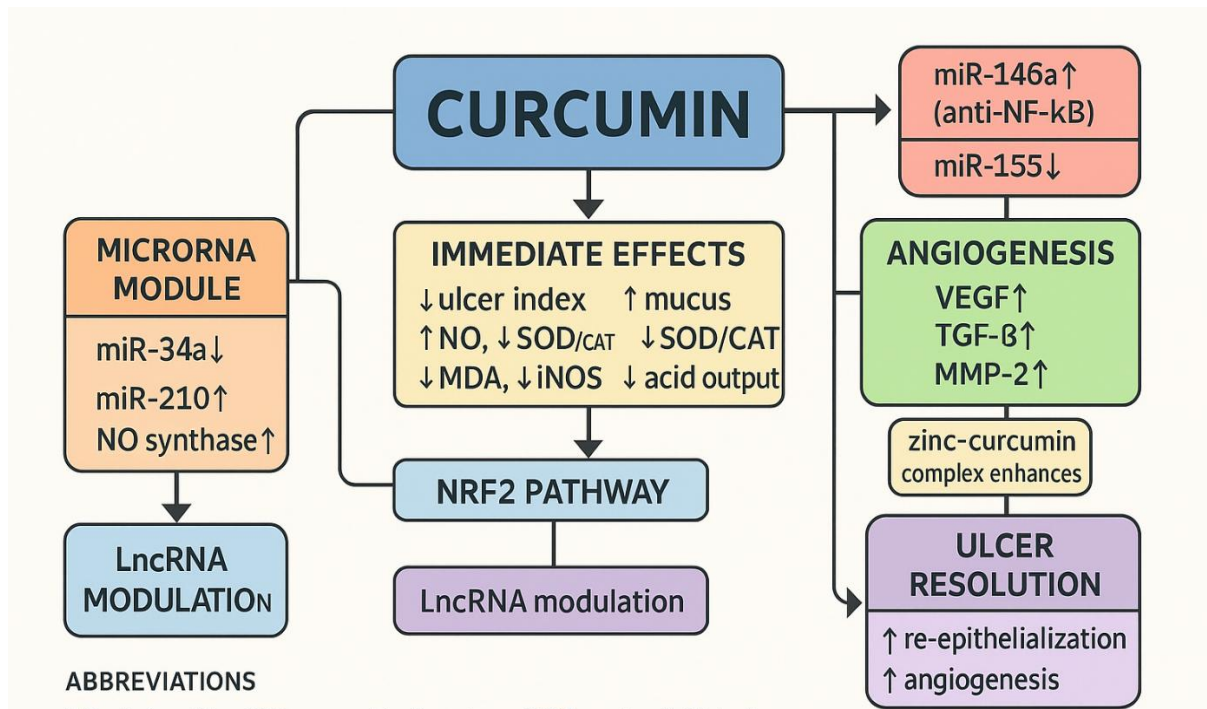 CURCUMIN
miR-146a↑
(anti-NF-kB)
miR-155↓
MICRORNA
MODULE
miR-34a↓
miR-210↑
NO synthase↑
IMMEDIATE EFFECTS
↓ulcer index ↑mucus
↑NO, ↓SOD/CAT ↓SOD/CAT
↓MDA, ↓iNOS ↓acid output
ANGIOGENESIS
VEGF↑
TGF-ß↑
MMP-2↑
zinc-curcumin
complex enhances
NRF2 PATHWAY
LncRNA
MODULATION
LncRNA modulation
ULCER
RESOLUTION
↑re-epithelialization
↑angiogenesis
ABBREVIATIONS